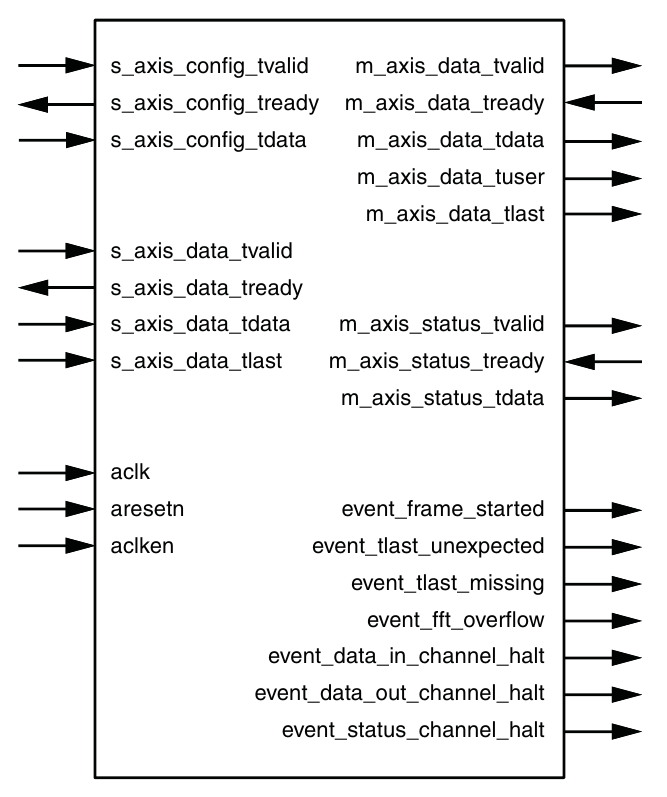 s_axis_config_tvalid
s_axis_config_tready
s_axis_config_tdata
s_axis_data_tvalid
s_axis_data_tready
s_axis_data_tdata
s_axis_data_tlast
aclk
aresetn
aclken
m_axis_data_tvalid
m_axis_data_tready
m_axis_data_tdata
m_axis_data_tuser
m_axis_data_tlast
m_axis_status_tvalid
m_axis_status_tready
m_axis_status_tdata
event_frame_started
event_tlast_unexpected
event_tlast_missing
event_fft_overflow
event_data_in_channel_halt
event_data_out_channel_halt
event_status_channel_halt